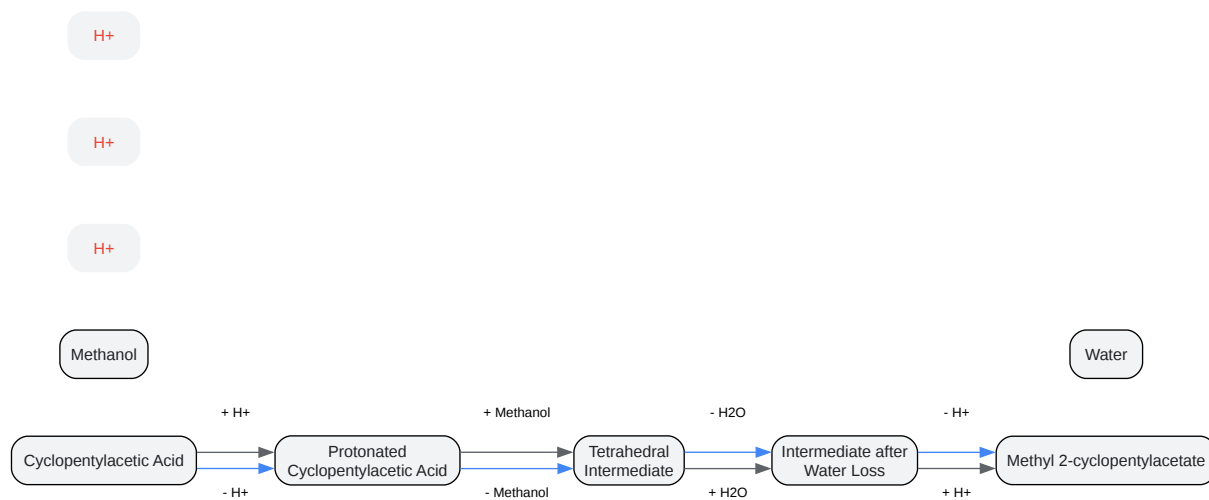 H+
H+
H+
Methanol
Water
+ H+
+ Methanol
- H2O
- H+
Cyclopentylacetic Acid
Protonated
Cyclopentylacetic Acid
Tetrahedral
Intermediate
Intermediate after
Water Loss
Methyl 2-cyclopentylacetate
- H+
- Methanol
+ H2O
+ H+